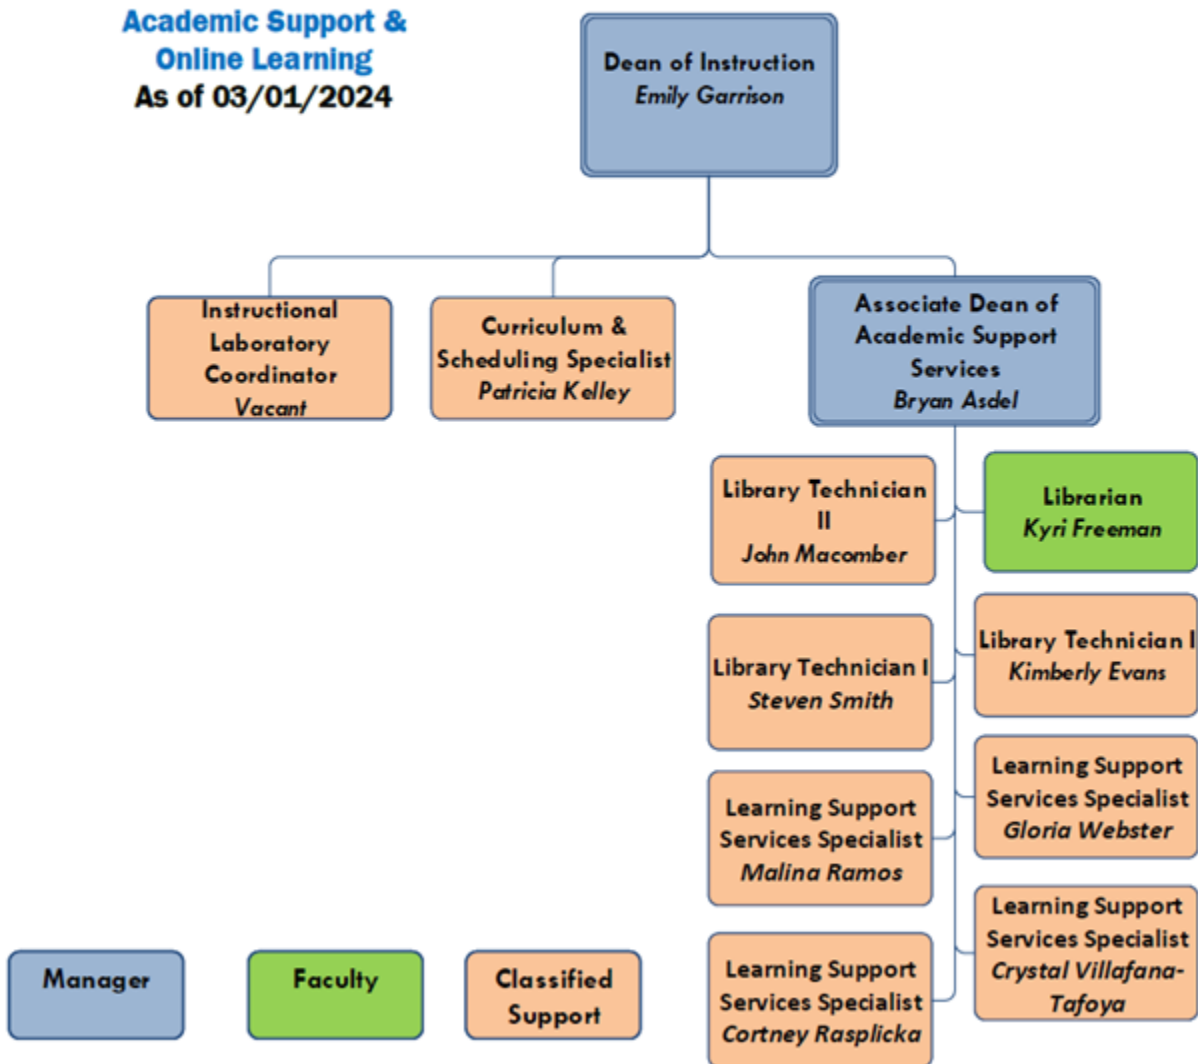 Academic Support &
Online Learning
As of 03/01/2024
Dean of Instruction
Emily Garrison
Instructional
Laboratory
Coordinator
Vacant
Curriculum &
Scheduling Specialist
Patricia Kelley
Associate Dean of
Academic Support
Services
Bryan Asdel
Library Technician
II
John Macomber
Librarian
Kyri Freeman
Library Technician I
Steven Smith
Library Technician I
Kimberly Evans
Learning Support
Services Specialist
Malina Ramos
Learning Support
Services Specialist
Gloria Webster
Learning Support
Services Specialist
Cortney Rasplicka
Learning Support
Services Specialist
Crystal Villafana-
Tafoya
Manager
Faculty
Classified
Support